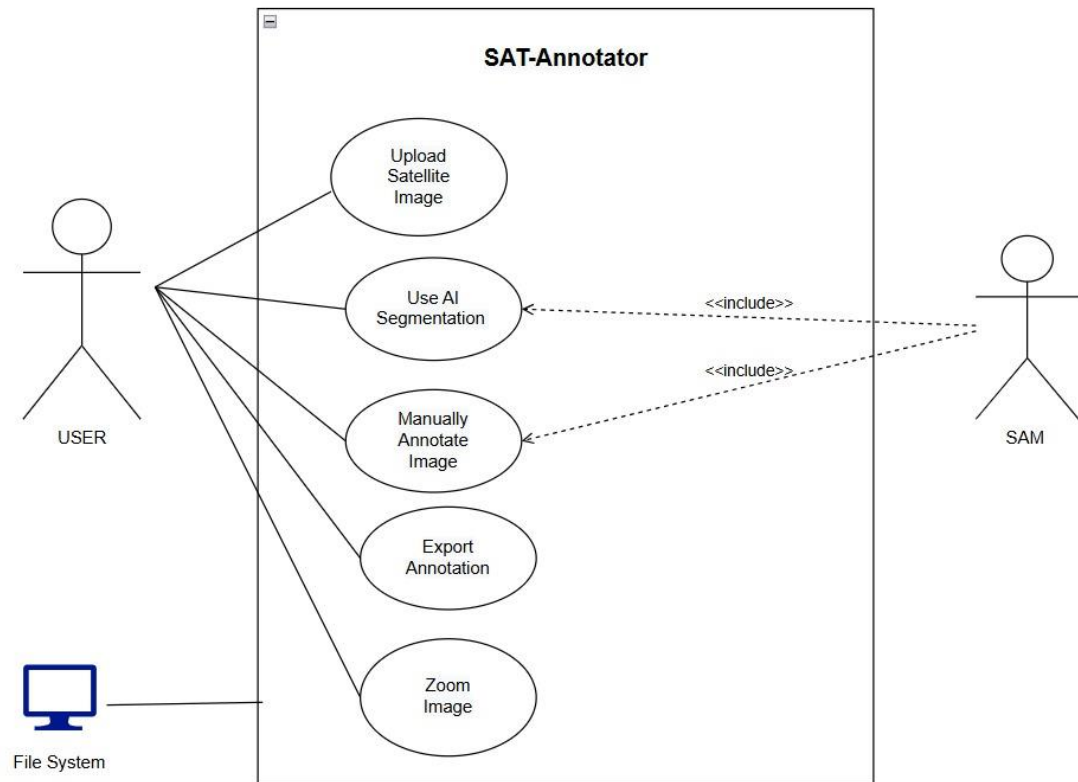 SAT-Annotator
Upload
Satellite
Image
Use AI
Segmentation
<<include>>
<<include>>
Manually
Annotate
Image
USER
SAM
Export
Annotation
Zoom
Image
File System